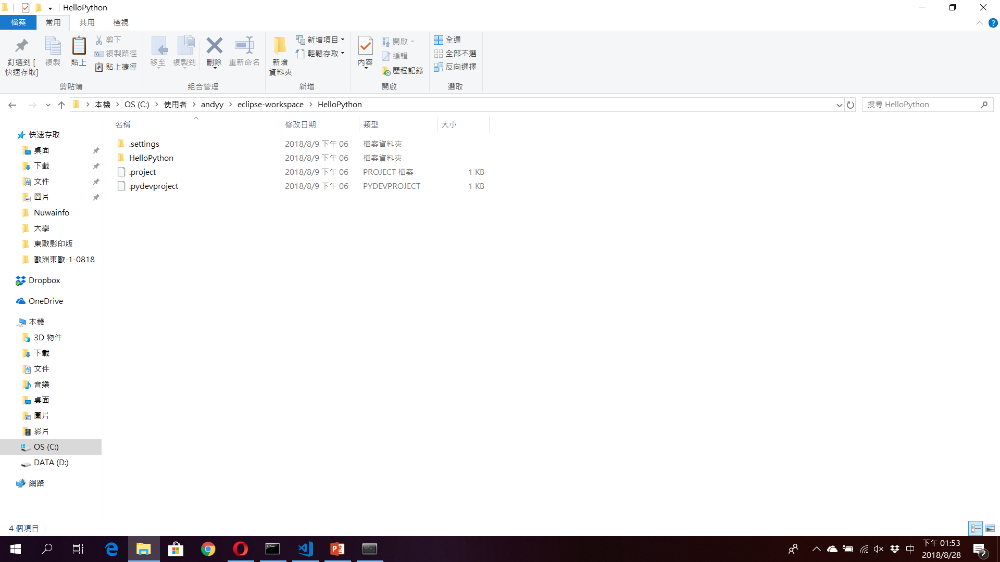 HelloPython
檔案 常用 共用 檢視
釘選到 [
快速存取]
複製
貼上
剪下
複製路徑
貼上捷徑
剪貼簿
移至
複製到
刪除
重新命名
組合管理
新增
資料夾
新增項目
輕鬆存取
新增
內容
開啟
編輯
歷程記錄
開啟
全選
全部不選
反向選擇
選取
本機 OS (C:) 使用者 andyy eclipse-workspace HelloPython
搜尋 HelloPython
快速存取
桌面
下載
文件
圖片
Nuwainfo
大學
東歐影印版
歐洲東歐-1-0818
Dropbox
OneDrive
本機
3D 物件
下載
文件
音樂
桌面
圖片
影片
OS (C:)
DATA (D:)
網路
名稱 修改日期 類型 大小
.settings 2018/8/9 下午 06 檔案資料夾
HelloPython 2018/8/9 下午 06 檔案資料夾
.project 2018/8/9 下午 06 PROJECT 檔案 1 KB
.pydevproject 2018/8/9 下午 06 PYDEVPROJECT 1 KB
4 個項目
中
下午 01:53
2018/8/28
2